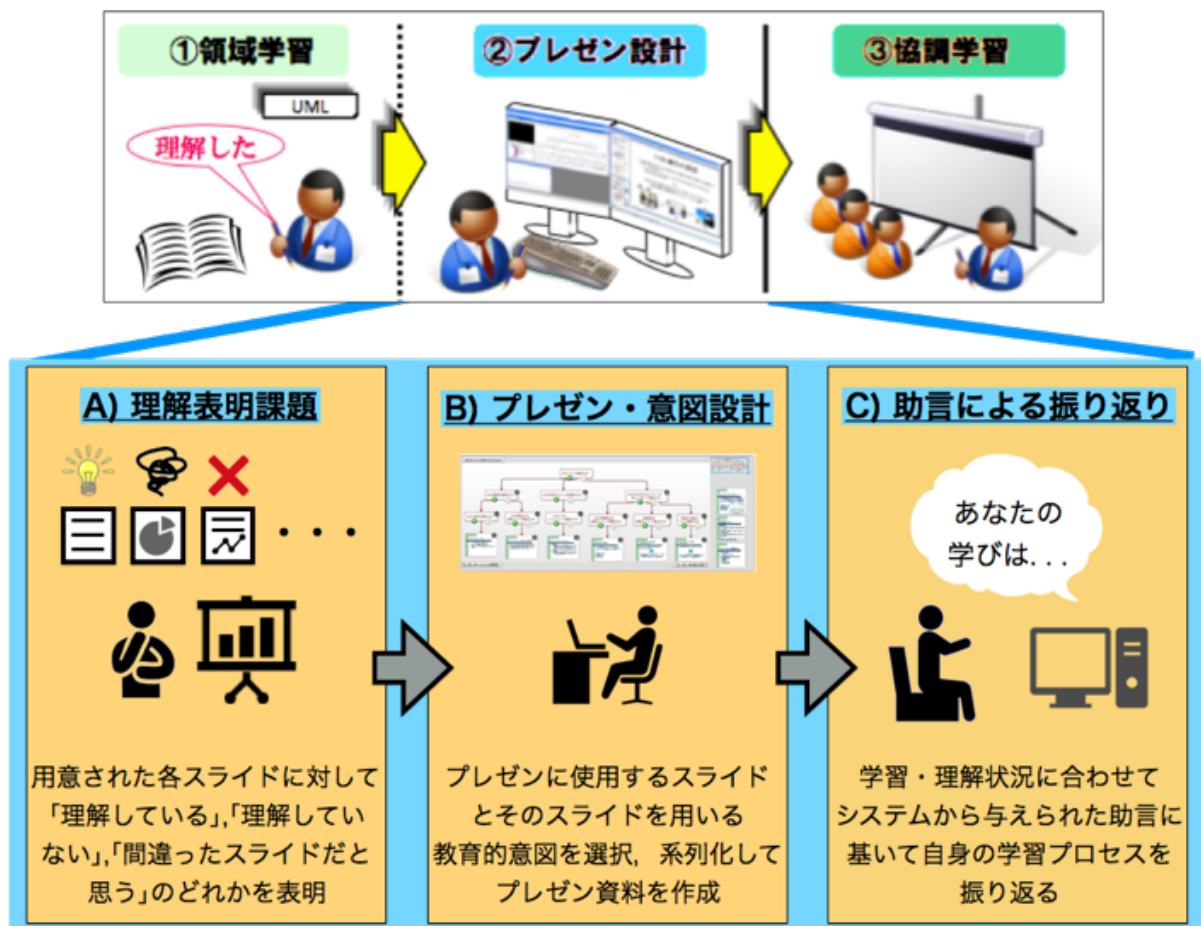 ①領域学習
②プレゼン設計
③協調学習
UML
理解した
A) 理解表明課題
用意された各スライドに対して
「理解している」,「理解してい
ない」,「間違ったスライドだと
思う」のどれかを表明
B) プレゼン・意図設計
プレゼンに使用するスライド
とそのスライドを用いる
教育的意図を選択，系列化して
プレゼン資料を作成
C) 助言による振り返り
あなたの
学びは...
学習・理解状況に合わせて
システムから与えられた助言に
基いて自身の学習プロセスを
振り返る